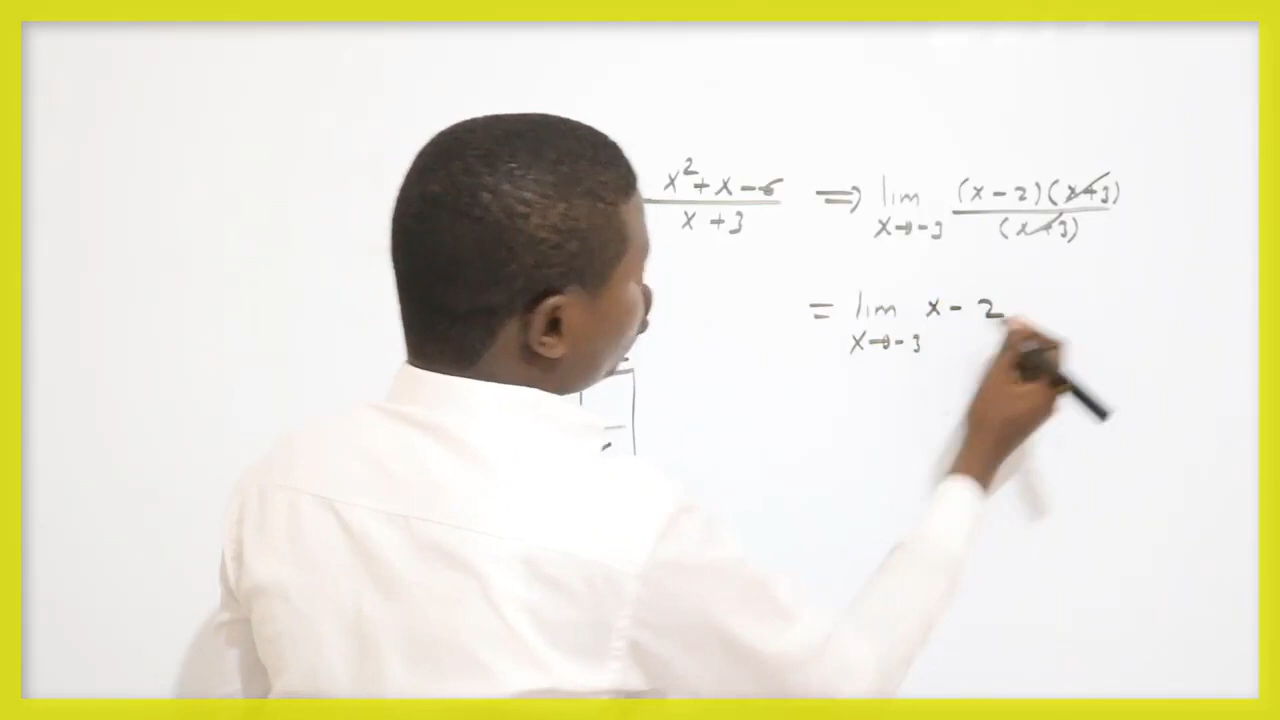 x²+x-6/x+3 ⟹ lim x→-3 (x-2)(x+3)/(x+3)
= lim x→-3 x-2